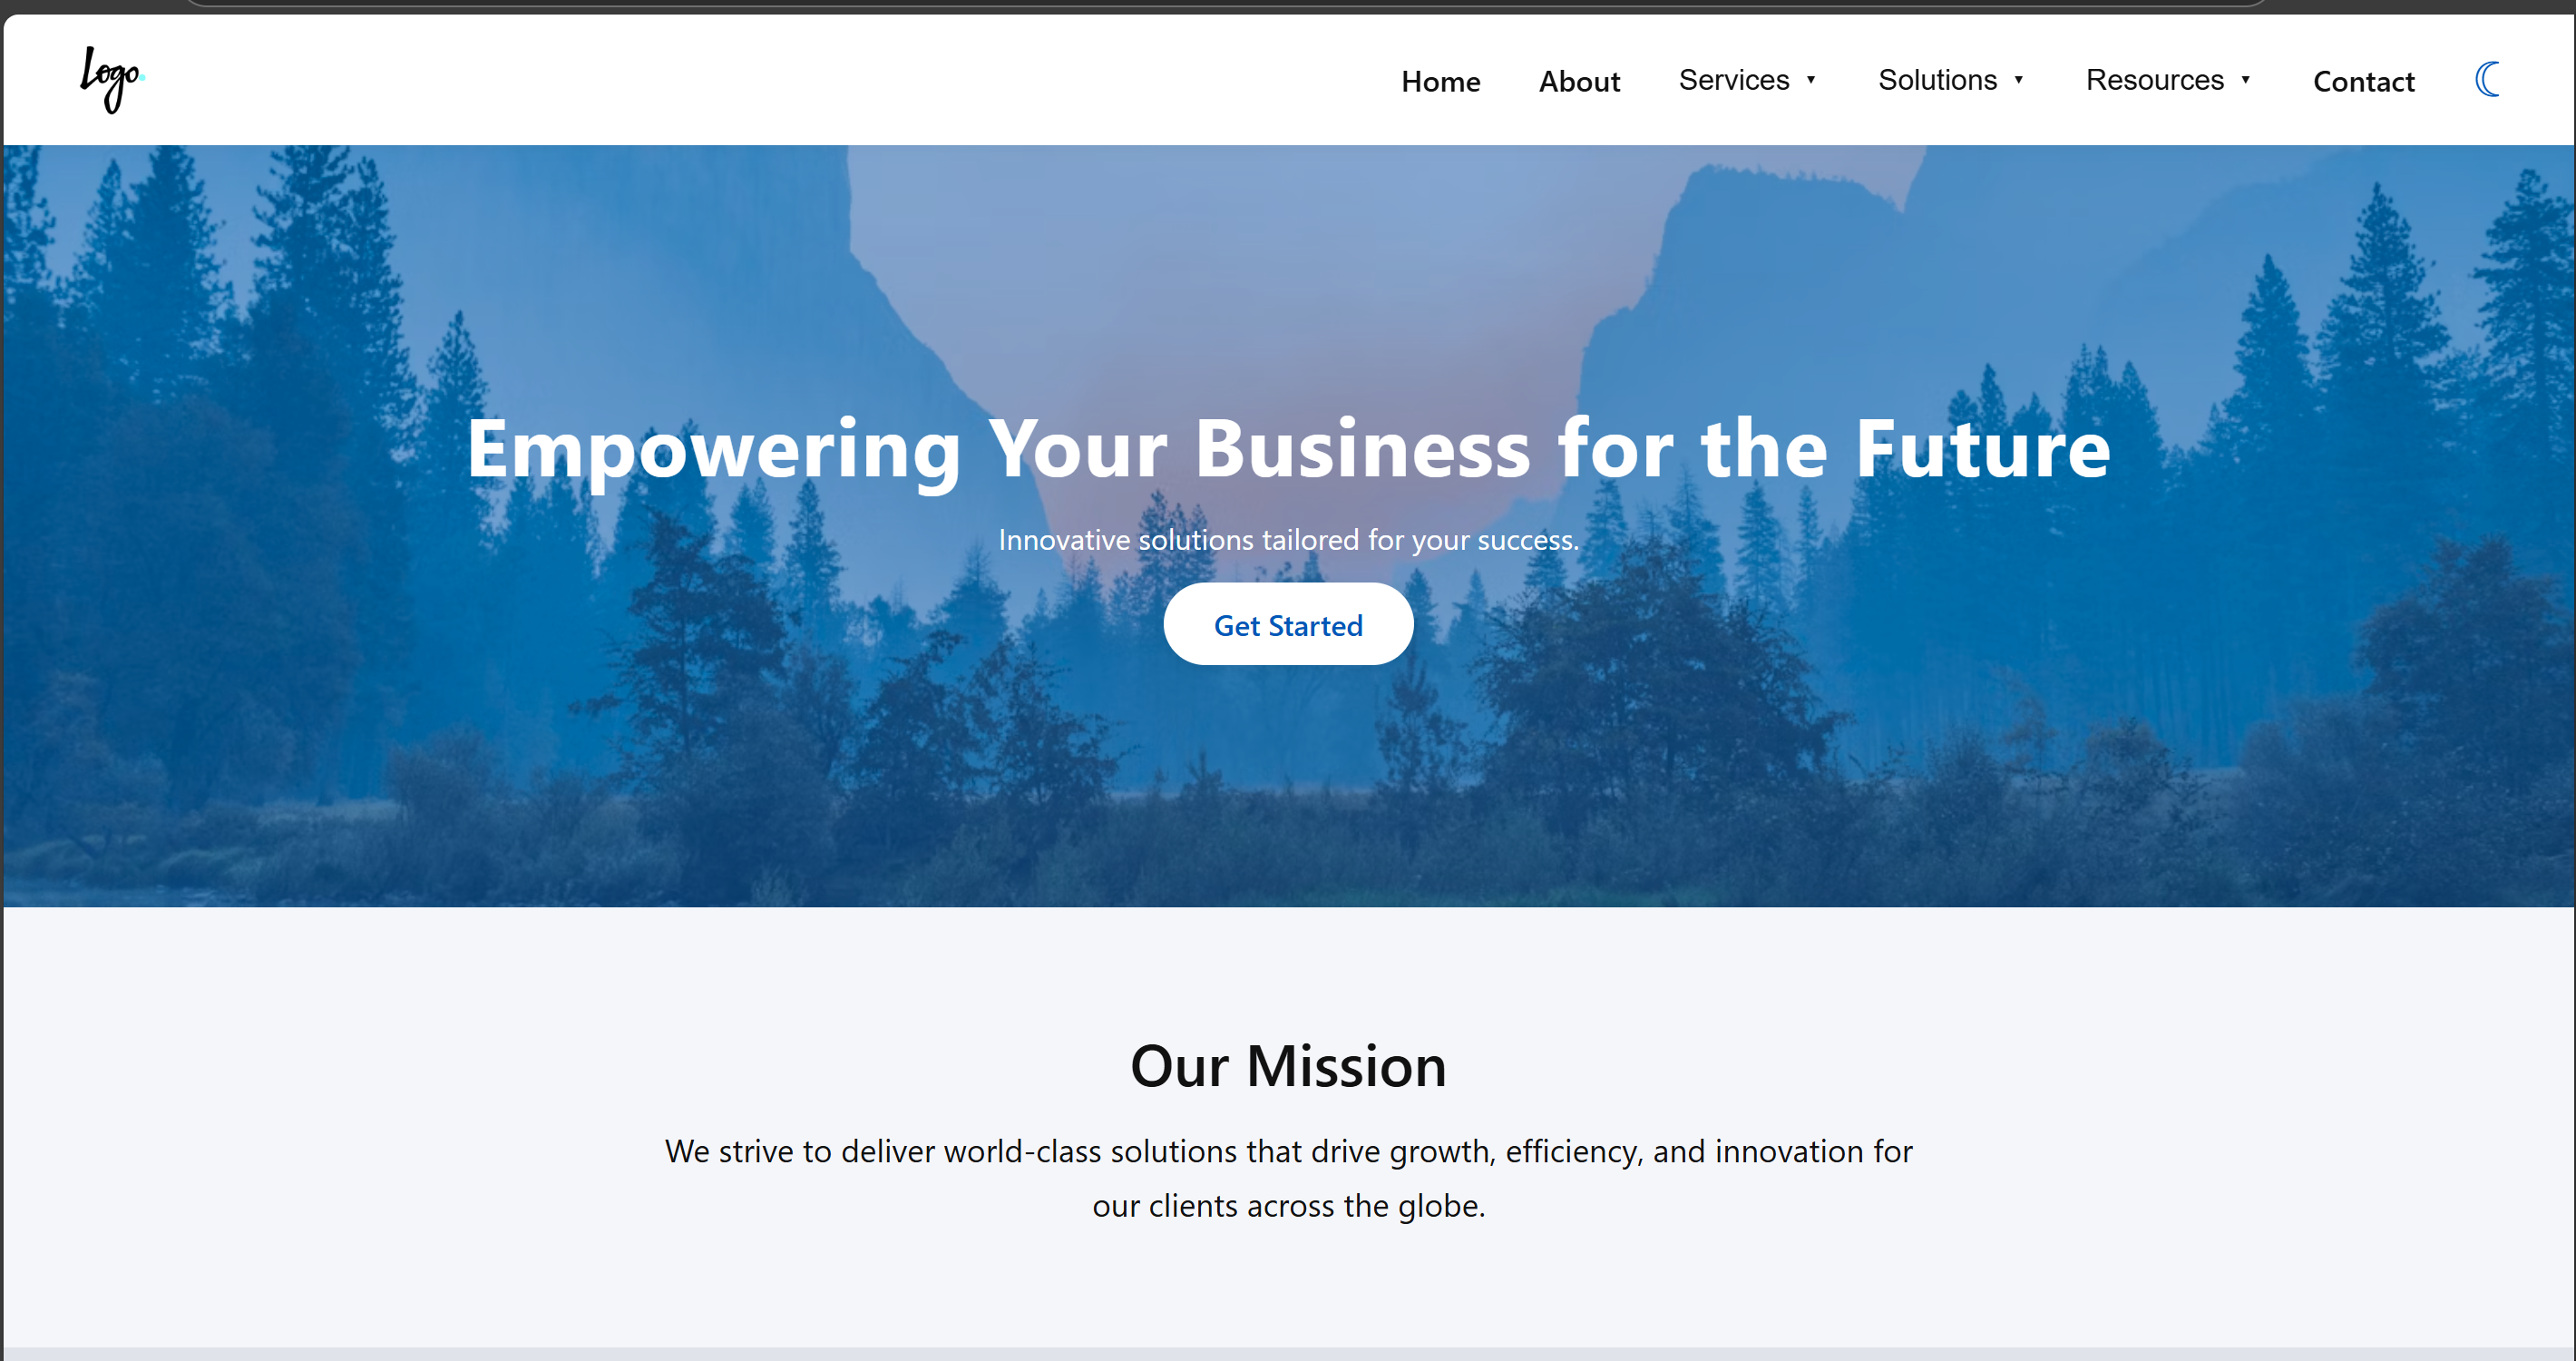 Logo.
Home About Services ▼ Solutions ▼ Resources ▼ Contact
Empowering Your Business for the Future
Innovative solutions tailored for your success.
Get Started
Our Mission
We strive to deliver world-class solutions that drive growth, efficiency, and innovation for
our clients across the globe.